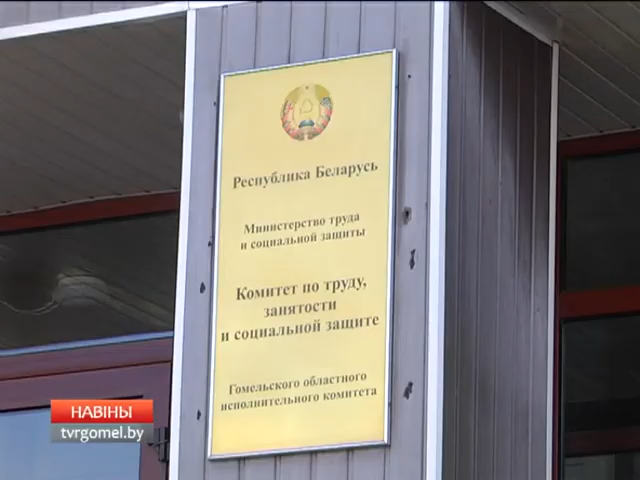 Республика Беларусь
Министерство труда
и социальной защиты
Комитет по труду,
занятости
и социальной защите
Гомельского областного
исполнительного комитета
НАВІНЫ
tvrgomel.by